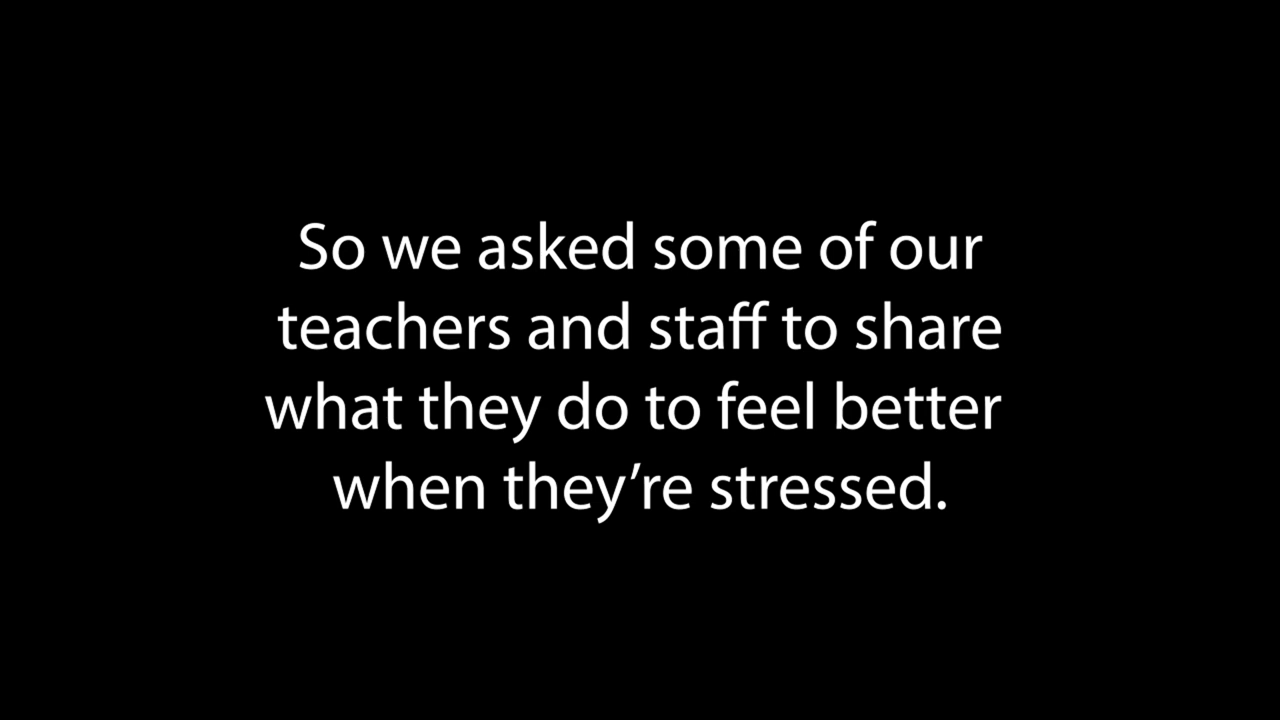 So we asked some of our
teachers and staff to share
what they do to feel better
when they’re stressed.